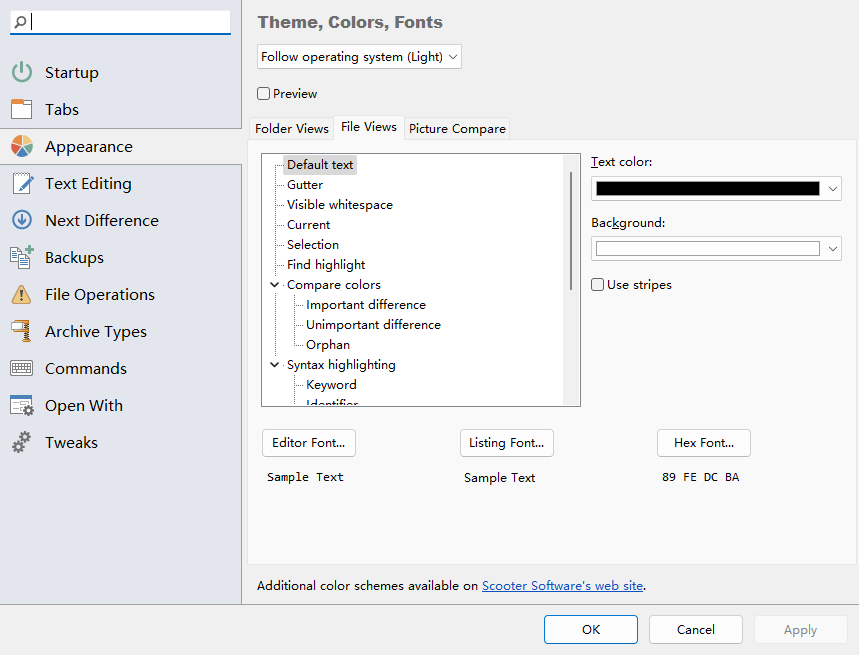 Theme, Colors, Fonts
Follow operating system (Light)
Preview
Startup
Tabs
Appearance
Text Editing
Next Difference
Backups
File Operations
Archive Types
Commands
Open With
Tweaks
Folder Views
File Views
Picture Compare
Default text
Gutter
Visible whitespace
Current
Selection
Find highlight
Compare colors
Important difference
Unimportant difference
Orphan
Syntax highlighting
Keyword
Identifier
Text color:
Background:
Use stripes
Editor Font...
Listing Font...
Hex Font...
Sample Text
Sample Text
89 FE DC BA
Additional color schemes available on Scooter Software's web site.
OK
Cancel
Apply